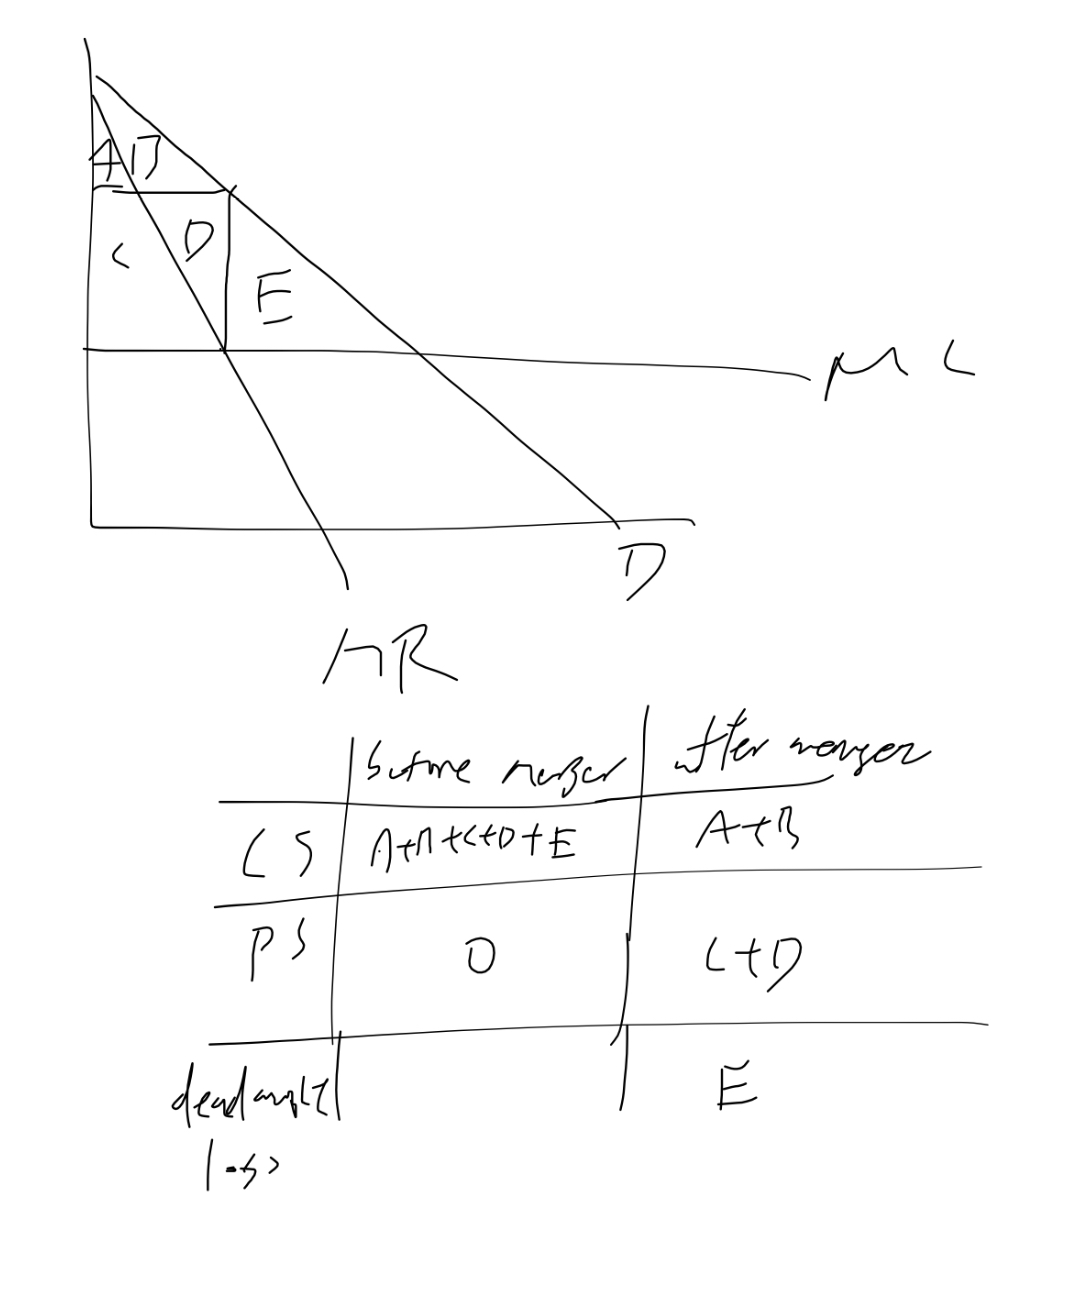 A B
C D
E
MC
D
MR
before merger after merger
CS A+B+C+D+E A+B
PS 0 C+D
deadweight E
loss